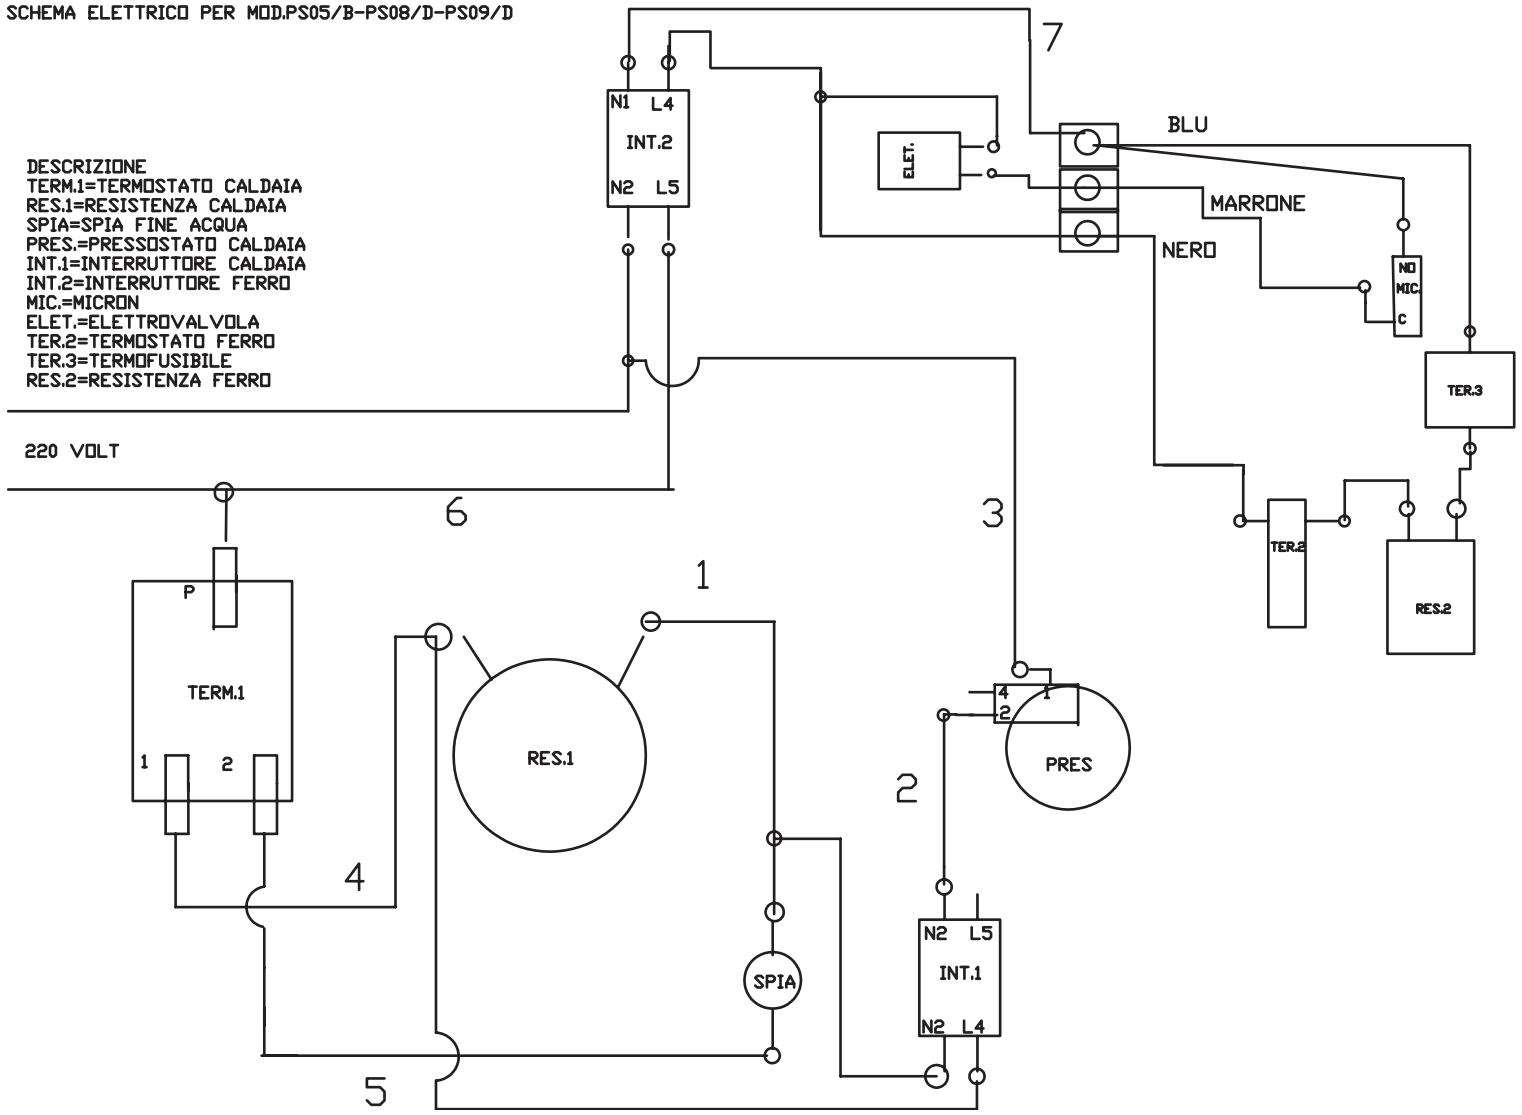 SCHEMA ELETTRICO PER MOD.PS05/B-PS08/D-PS09/D
7
N1 L4
INT.2
N2 L5
ELET.
BLU
MARRONE
NERO
NO
MIC.
C
TER.3
DESCRIZIONE
TERM.1=TERMOSTATO CALDAIA
RES.1=RESISTENZA CALDAIA
SPIA=SPIA FINE ACQUA
PRES.=PRESSOSTATO CALDAIA
INT.1=INTERRUTTORE CALDAIA
INT.2=INTERRUTTORE FERRO
MIC.=MICRON
ELET.=ELETTROVALVOLA
TER.2=TERMOSTATO FERRO
TER.3=TERMOFUSIBILE
RES.2=RESISTENZA FERRO
220 VOLT
6
3
1
TER.2
RES.2
P
TERM.1
1 2
RES.1
4 1
2
PRES
2
4
SPIA
N2 L5
INT.1
N2 L4
5